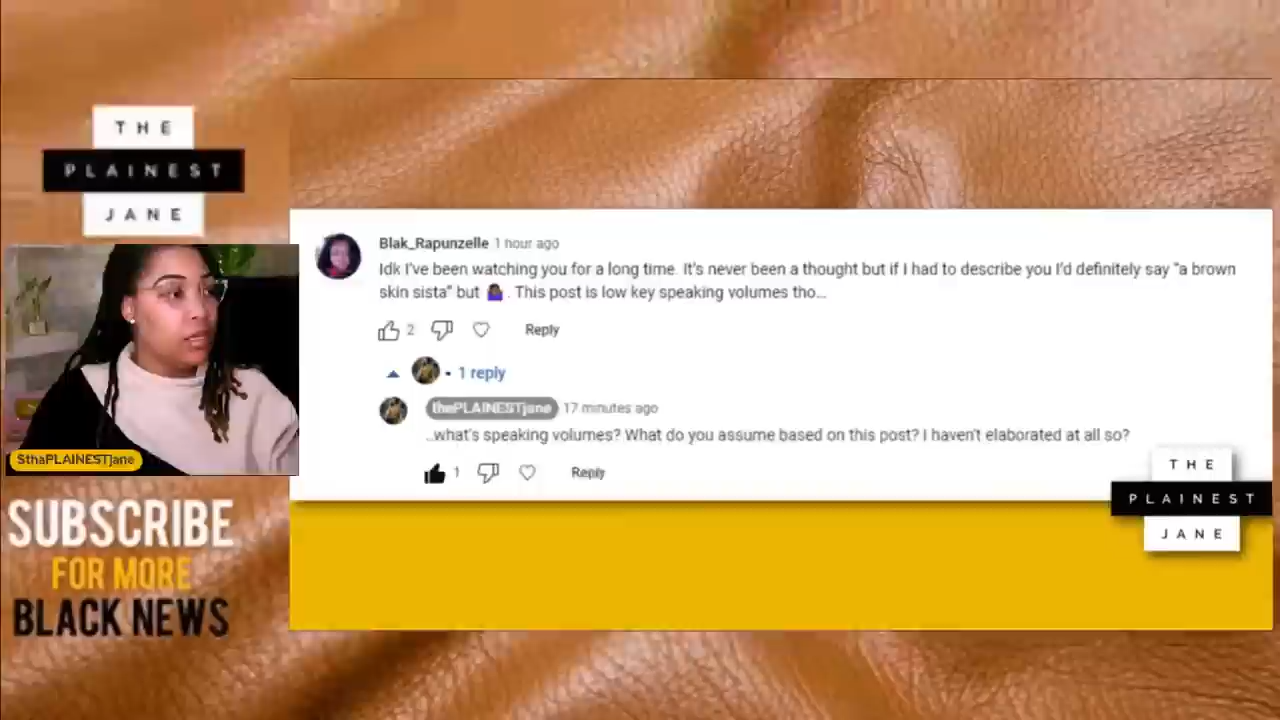 THE
PLAINEST
JANE
Blak_Rapunzelle 1 hour ago
Idk I've been watching you for a long time. It's never been a thought but if I had to describe you I'd definitely say "a brown
skin sista" but 🤷🏾‍♀️. This post is low key speaking volumes tho...
2 Reply
1 reply
thePLAINESTjane 17 minutes ago
..what's speaking volumes? What do you assume based on this post? I haven't elaborated at all so?
1 Reply
$thaPLAINESTjane
SUBSCRIBE
FOR MORE
BLACK NEWS
THE
PLAINEST
JANE